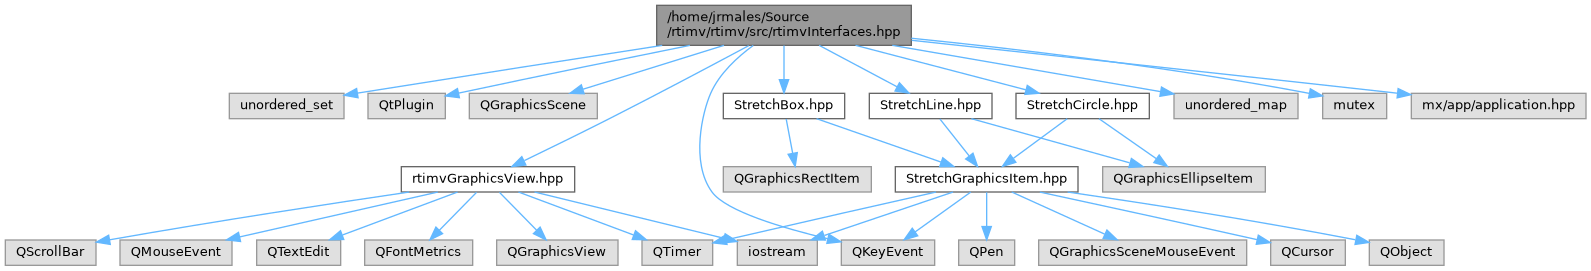 /home/jrmales/Source
/rtimv/rtimv/src/rtimvInterfaces.hpp
unordered_set
QtPlugin
QGraphicsScene
StretchBox.hpp
StretchLine.hpp
StretchCircle.hpp
unordered_map
mutex
mx/app/application.hpp
rtimvGraphicsView.hpp
QGraphicsRectItem
StretchGraphicsItem.hpp
QGraphicsEllipseItem
QScrollBar
QMouseEvent
QTextEdit
QFontMetrics
QGraphicsView
QTimer
iostream
QKeyEvent
QPen
QGraphicsSceneMouseEvent
QCursor
QObject